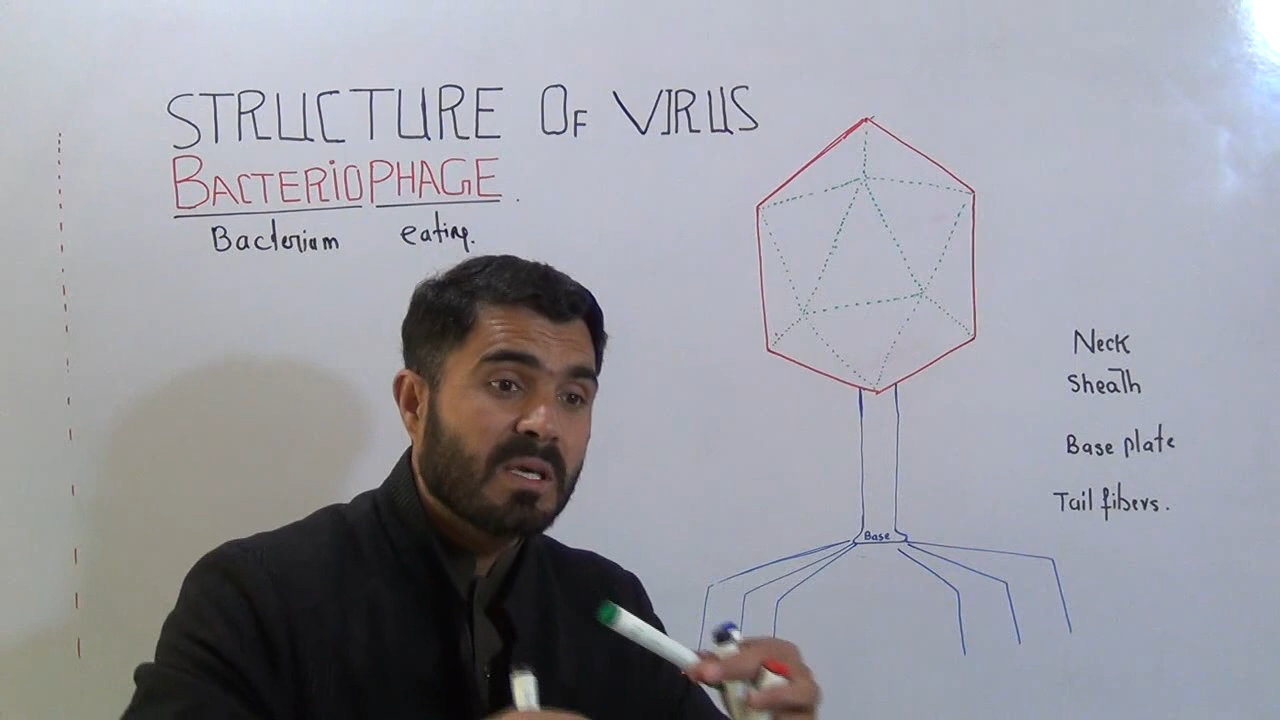 STRUCTURE OF VIRUS
BACTERIOPHAGE.
Bacterium eating.
Neck
Sheath
Base plate
Tail fibers.
Base